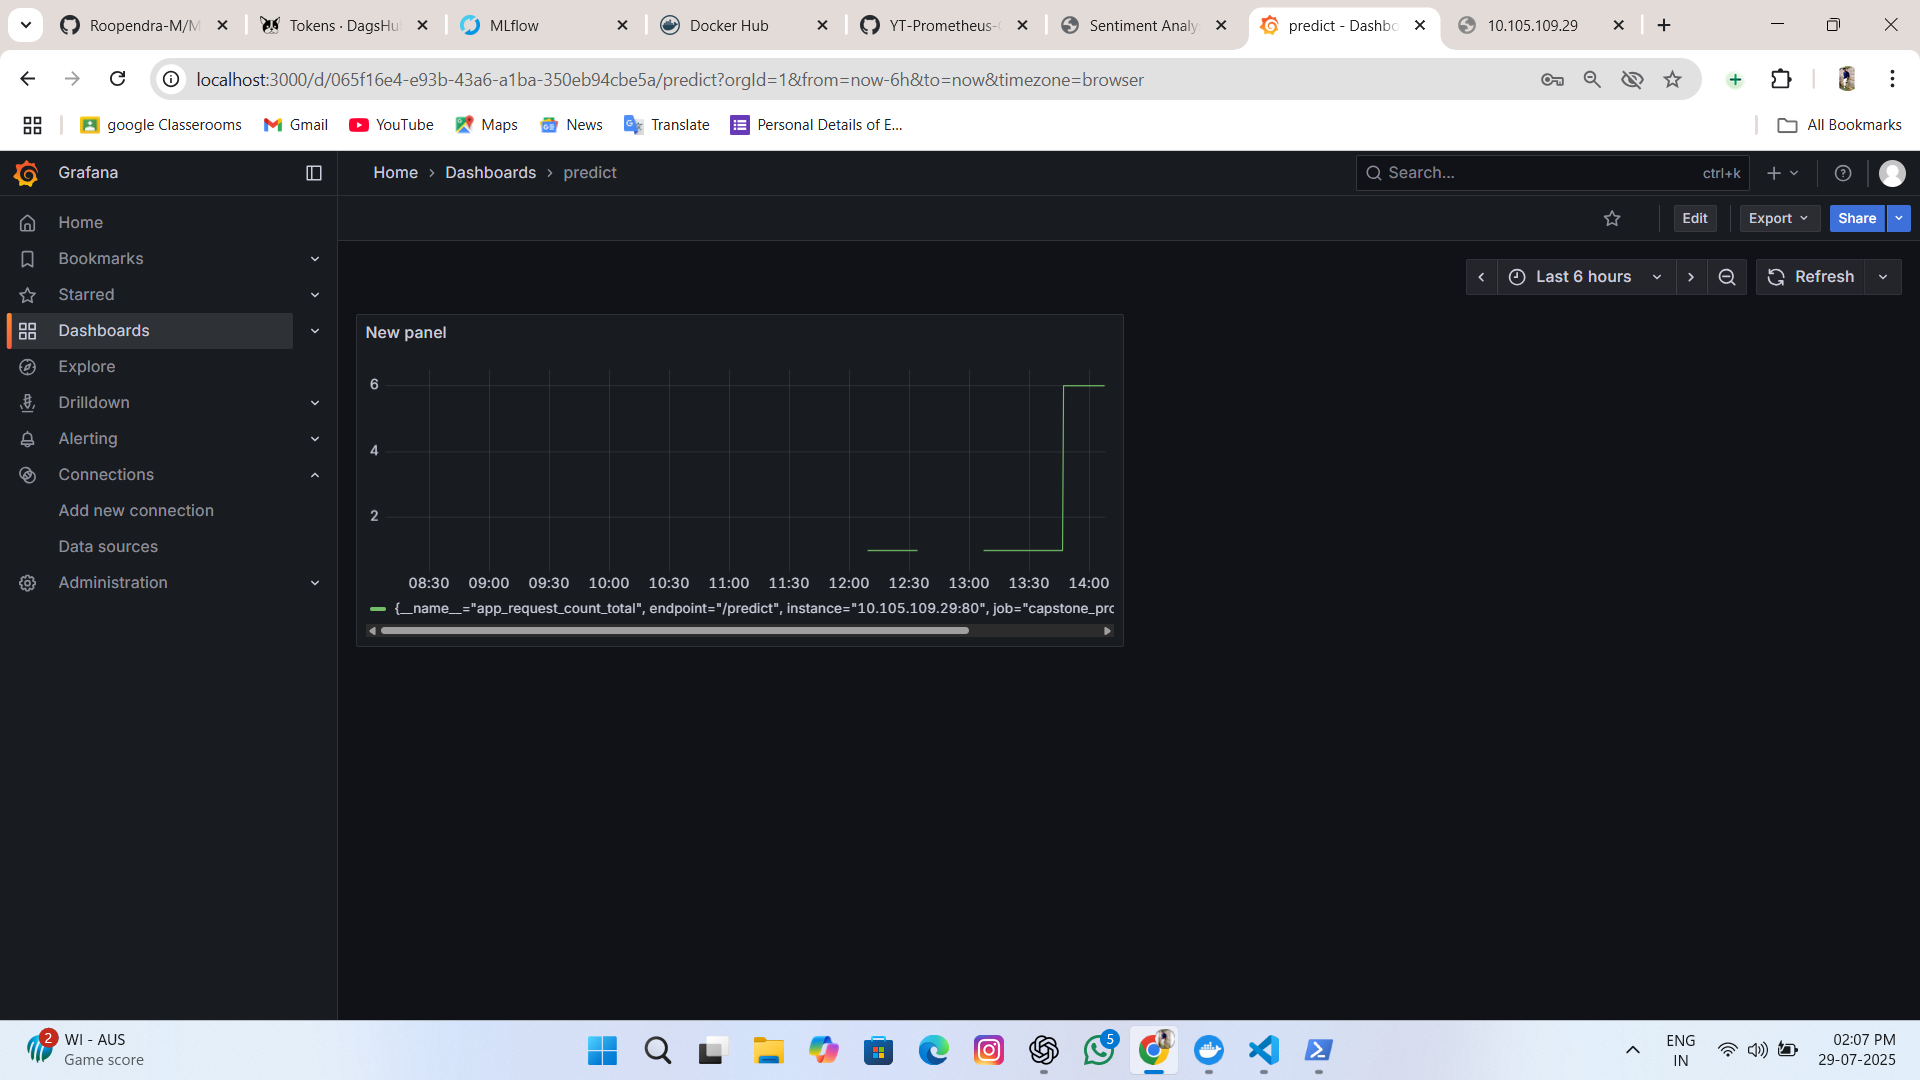 Roopendra-M/M
Tokens · DagsHu
MLflow
Docker Hub
YT-Prometheus-
Sentiment Analy
predict - Dashbo
10.105.109.29
localhost:3000/d/065f16e4-e93b-43a6-a1ba-350eb94cbe5a/predict?orgId=1&from=now-6h&to=now&timezone=browser
google Classerooms
Gmail
YouTube
Maps
News
Translate
Personal Details of E...
All Bookmarks
Grafana
Home › Dashboards › predict
Search...
ctrl+k
Edit
Export
Share
Home
Bookmarks
Starred
Dashboards
Explore
Drilldown
Alerting
Connections
Add new connection
Data sources
Administration
Last 6 hours
Refresh
New panel
6
4
2
08:30 09:00 09:30 10:00 10:30 11:00 11:30 12:00 12:30 13:00 13:30 14:00
{__name__="app_request_count_total", endpoint="/predict", instance="10.105.109.29:80", job="capstone_pro
2
WI - AUS
Game score
5
ENG
IN
02:07 PM
29-07-2025